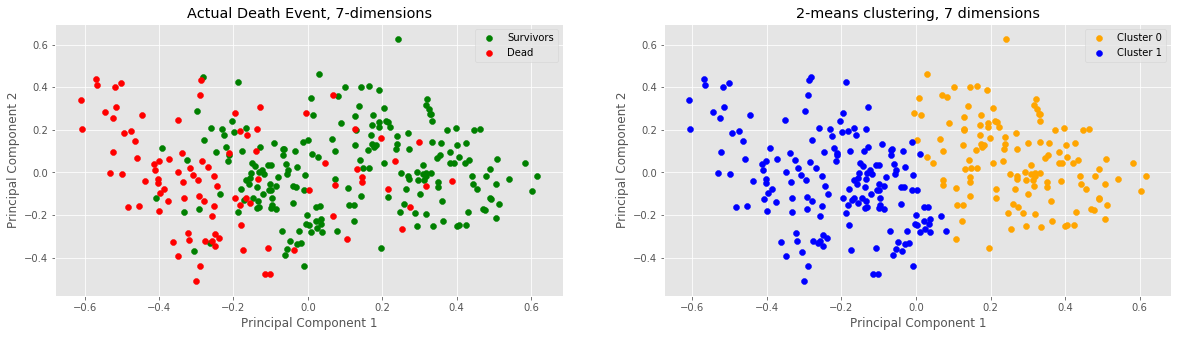 Actual Death Event, 7-dimensions
Survivors
Dead
Principal Component 2
0.6
0.4
0.2
0.0
−0.2
−0.4
−0.6 −0.4 −0.2 0.0 0.2 0.4 0.6
Principal Component 1
2-means clustering, 7 dimensions
Cluster 0
Cluster 1
Principal Component 2
0.6
0.4
0.2
0.0
−0.2
−0.4
−0.6 −0.4 −0.2 0.0 0.2 0.4 0.6
Principal Component 1